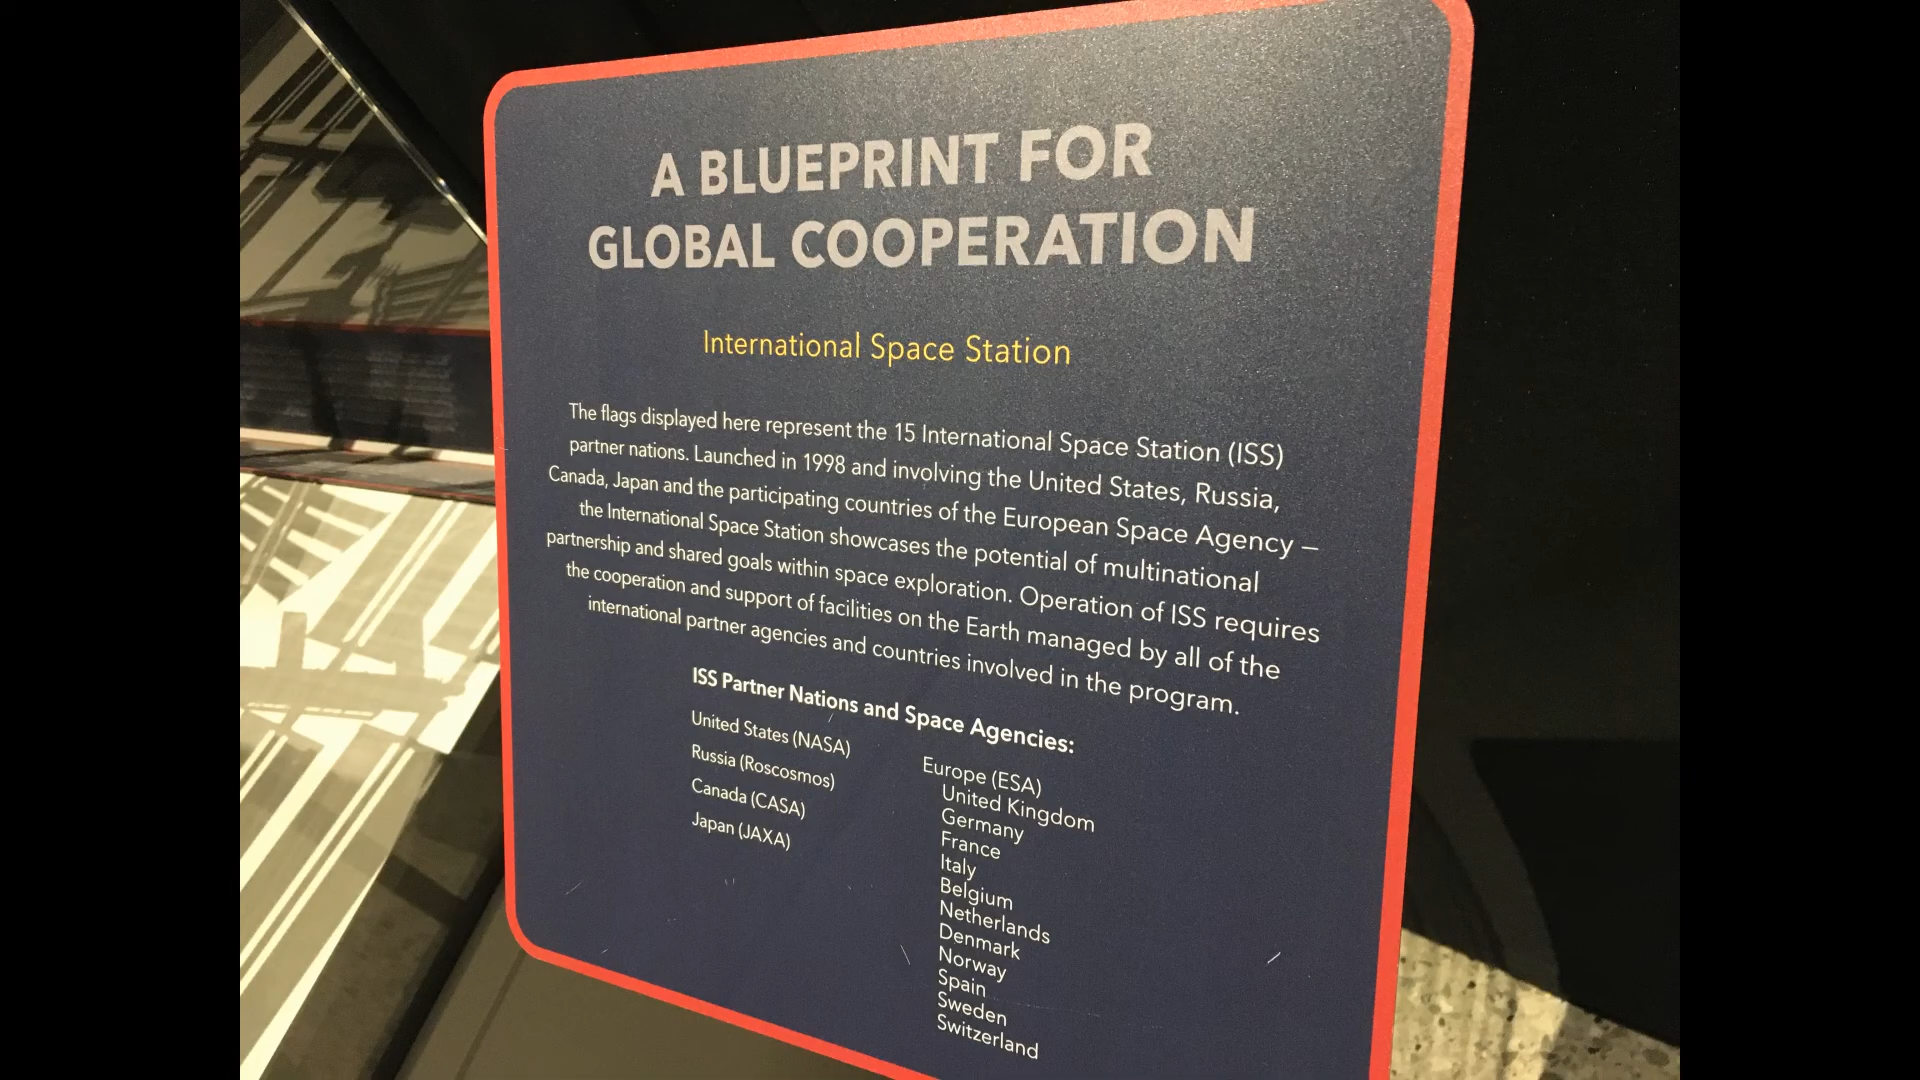 A BLUEPRINT FOR
GLOBAL COOPERATION
International Space Station
The flags displayed here represent the 15 International Space Station (ISS)
partner nations. Launched in 1998 and involving the United States, Russia,
Canada, Japan and the participating countries of the European Space Agency –
the International Space Station showcases the potential of multinational
partnership and shared goals within space exploration. Operation of ISS requires
the cooperation and support of facilities on the Earth managed by all of the
international partner agencies and countries involved in the program.
ISS Partner Nations and Space Agencies:
United States (NASA)
Russia (Roscosmos)
Canada (CASA)
Japan (JAXA)
Europe (ESA)
United Kingdom
Germany
France
Italy
Belgium
Netherlands
Denmark
Norway
Spain
Sweden
Switzerland